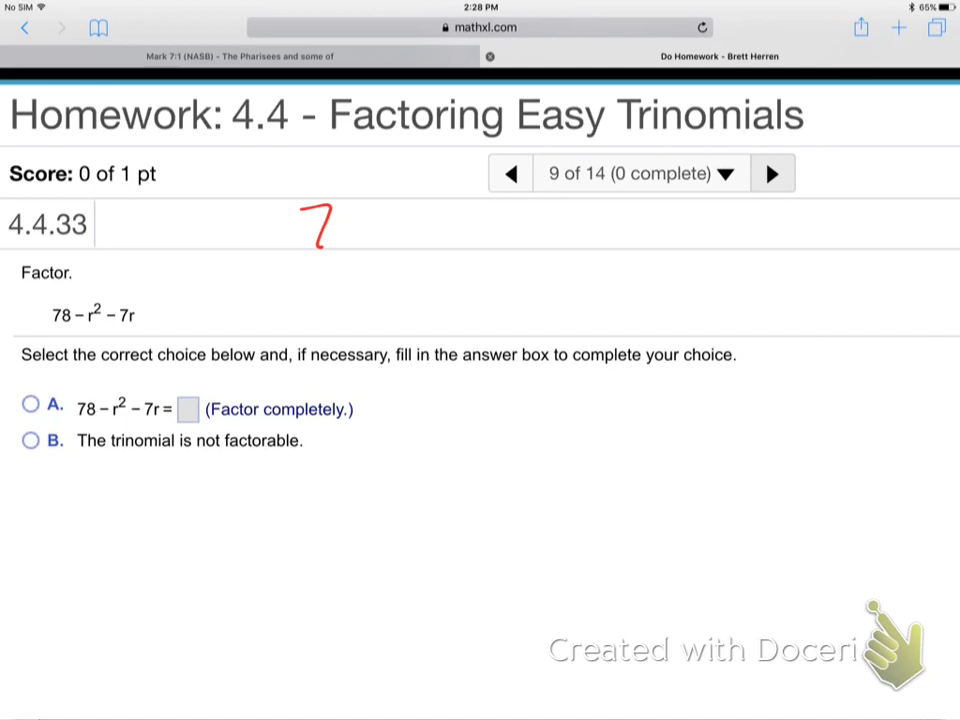 No SIM
2:28 PM
65%
mathxl.com
Mark 7:1 (NASB) - The Pharisees and some of
Do Homework - Brett Herren
Homework: 4.4 - Factoring Easy Trinomials
Score: 0 of 1 pt
9 of 14 (0 complete)
4.4.33
7
Factor.
78 – r² – 7r
Select the correct choice below and, if necessary, fill in the answer box to complete your choice.
A. 78 – r² – 7r = (Factor completely.)
B. The trinomial is not factorable.
Created with Doceri